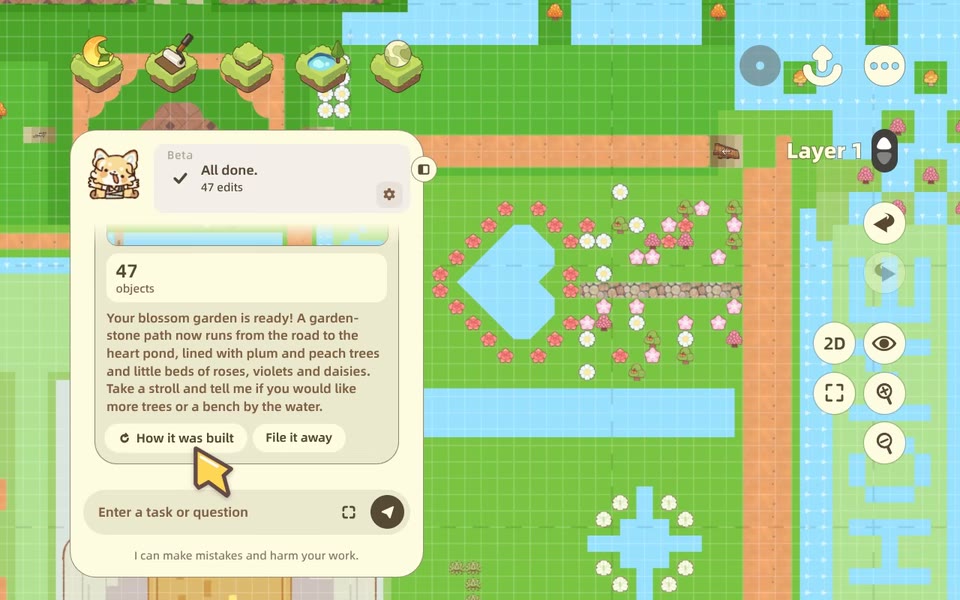 Beta
All done.
47 edits
Layer 1
47
objects
Your blossom garden is ready! A garden-
stone path now runs from the road to the
heart pond, lined with plum and peach trees
and little beds of roses, violets and daisies.
Take a stroll and tell me if you would like
more trees or a bench by the water.
2D
How it was built
File it away
Enter a task or question
I can make mistakes and harm your work.